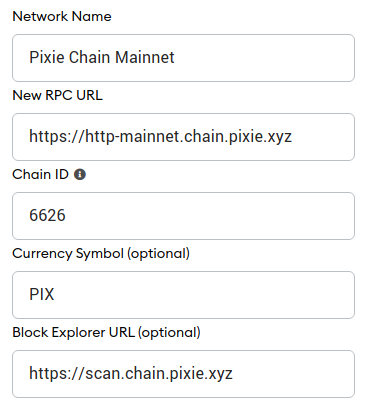 Network Name
Pixie Chain Mainnet
New RPC URL
https://http-mainnet.chain.pixie.xyz
Chain ID
6626
Currency Symbol (optional)
PIX
Block Explorer URL (optional)
https://scan.chain.pixie.xyz